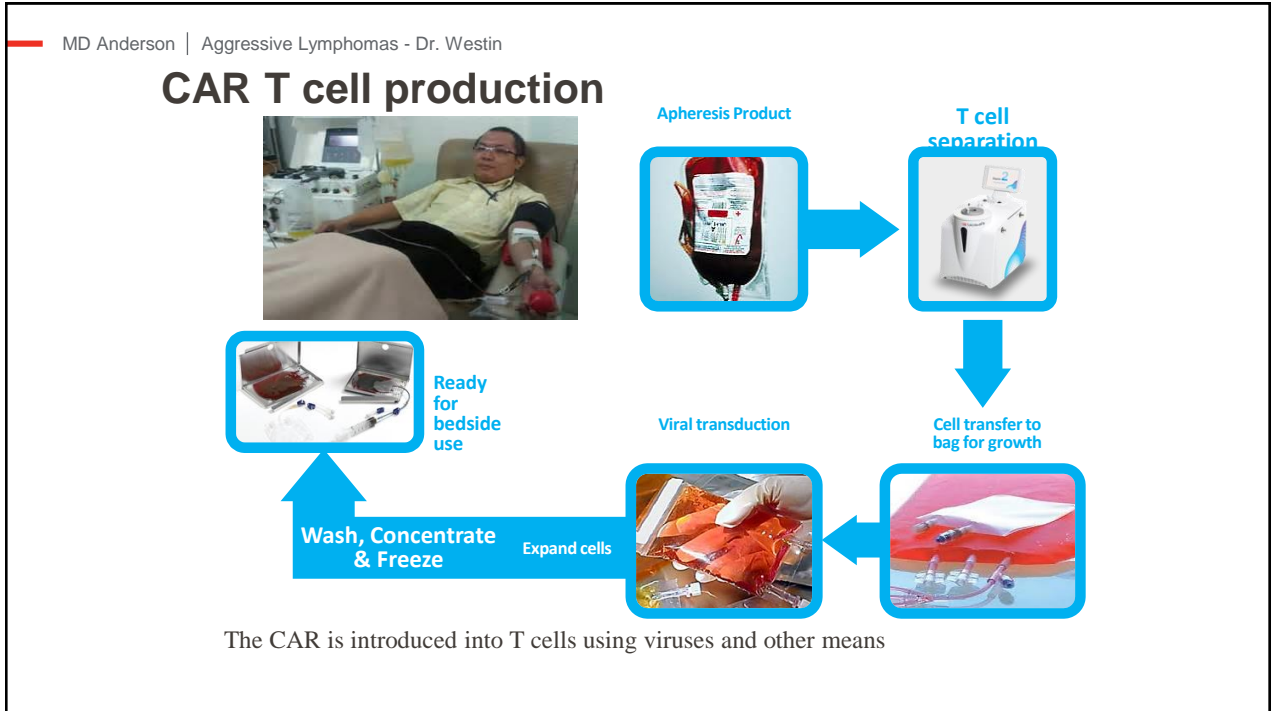 MD Anderson | Aggressive Lymphomas - Dr. Westin
CAR T cell production
Apheresis Product
T cell
separation
Cell transfer to
bag for growth
Viral transduction
Expand cells
Wash, Concentrate
& Freeze
Ready
for
bedside
use
The CAR is introduced into T cells using viruses and other means